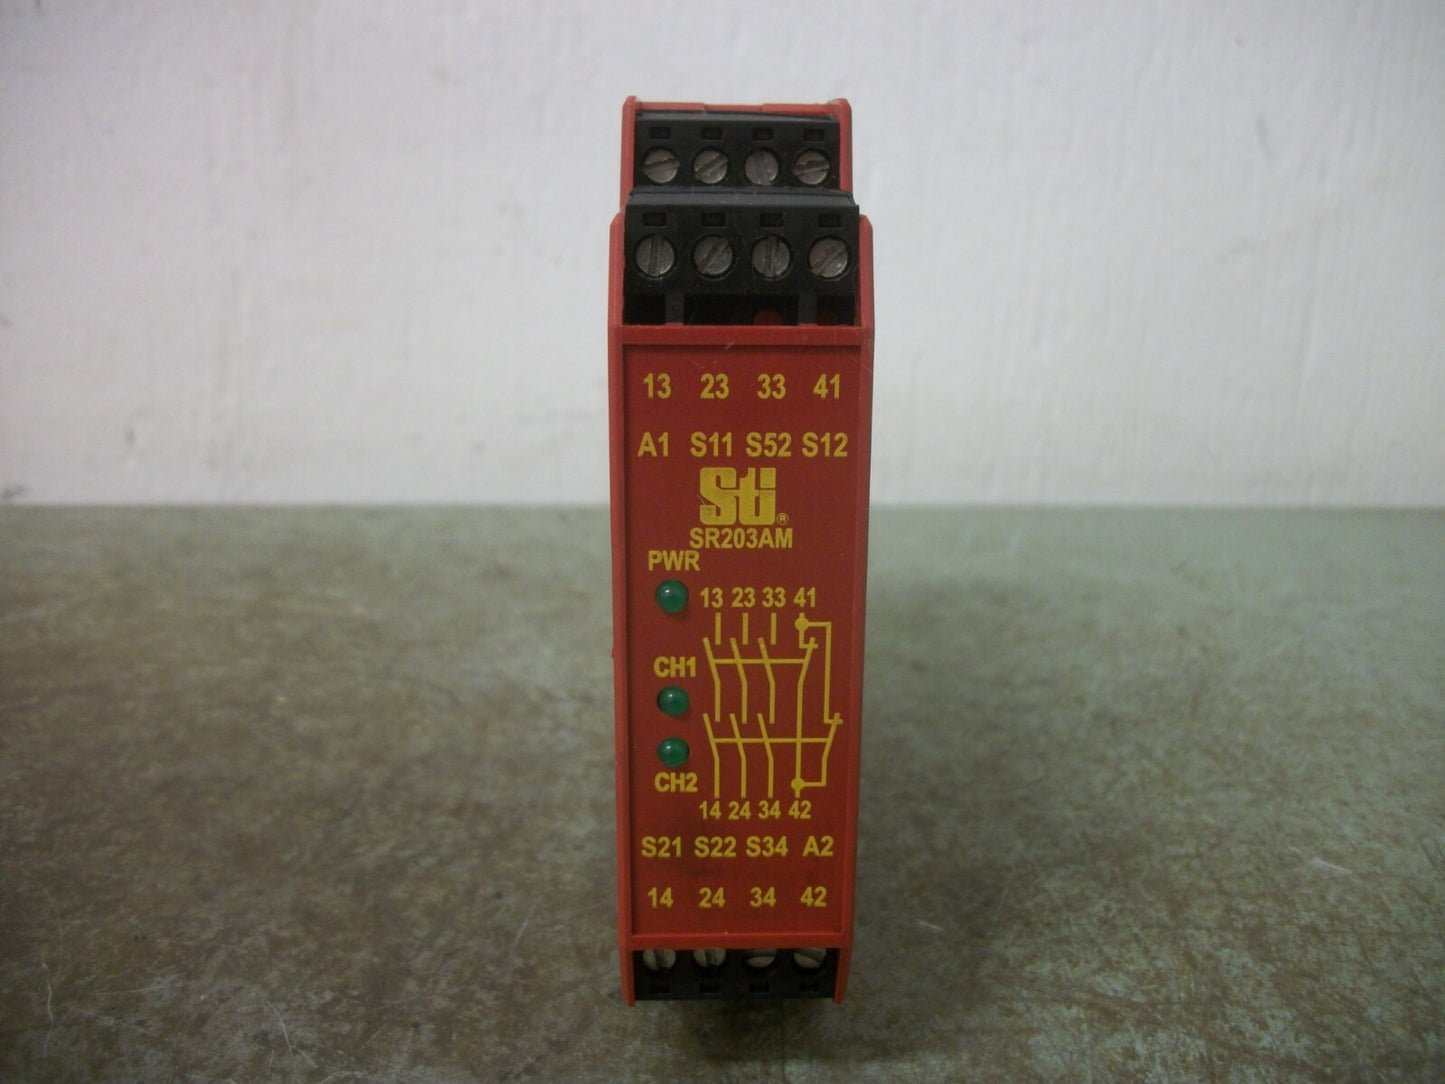 13 23 33 41
A1 S11 S52 S12
Sti®
SR203AM
PWR
13 23 33 41
CH1
CH2
14 24 34 42
S21 S22 S34 A2
14 24 34 42